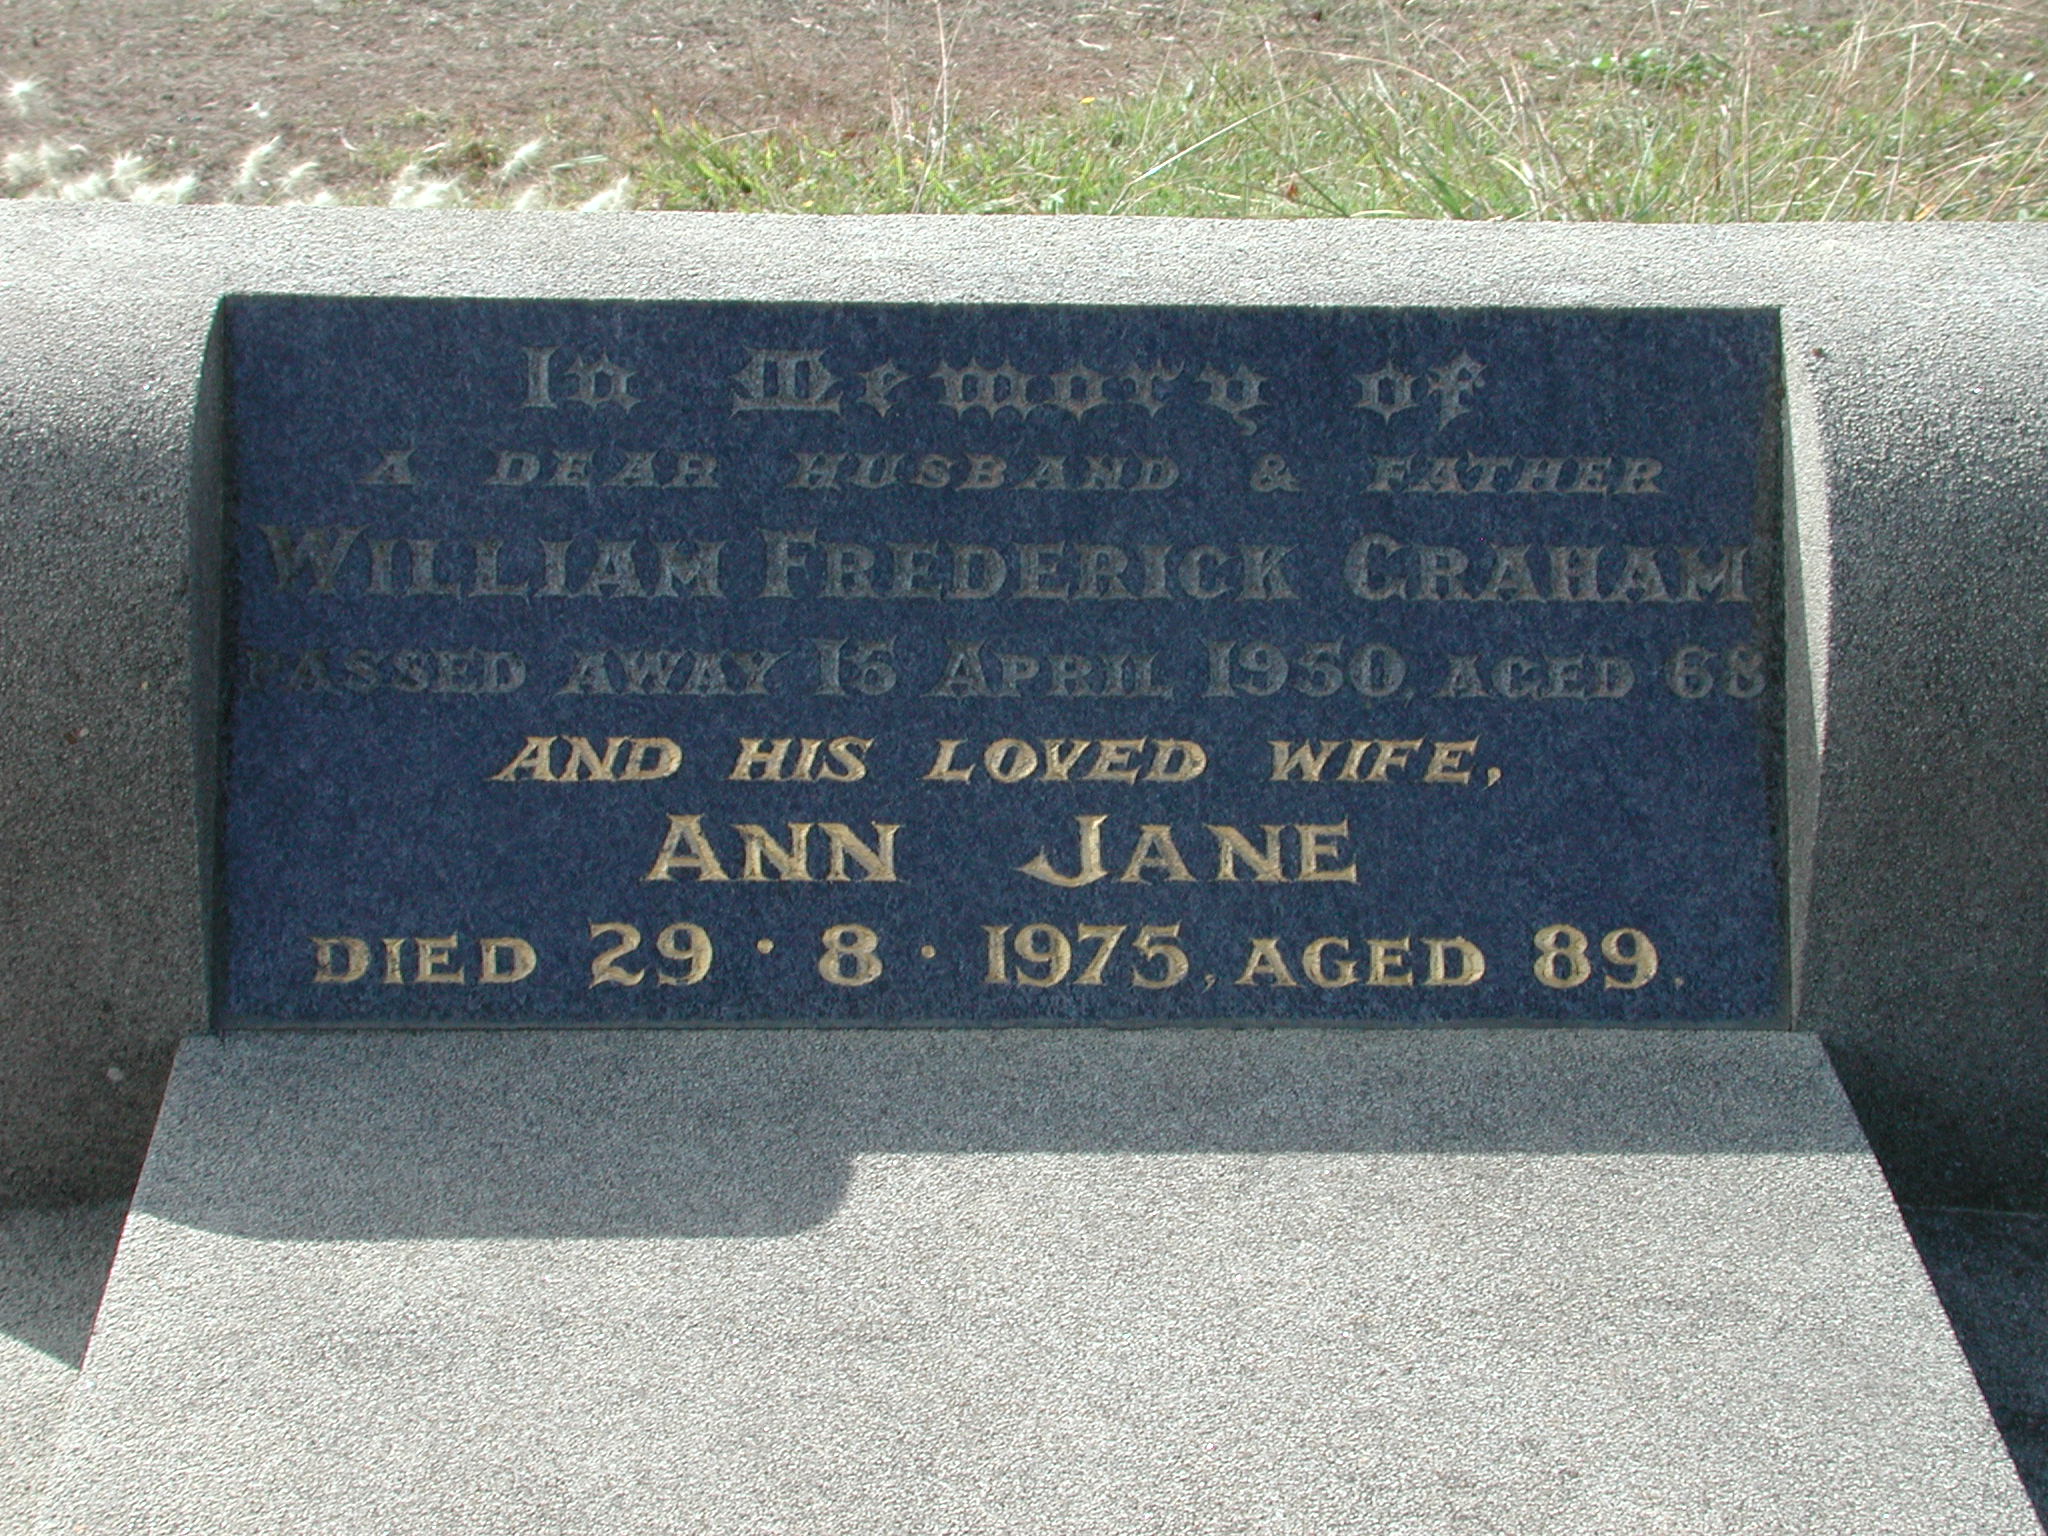 In Memory of
A DEAR HUSBAND & FATHER
WILLIAM FREDERICK GRAHAM
PASSED AWAY 15 APRIL 1950, AGED 68
AND HIS LOVED WIFE,
ANN JANE
DIED 29·8·1975, AGED 89.